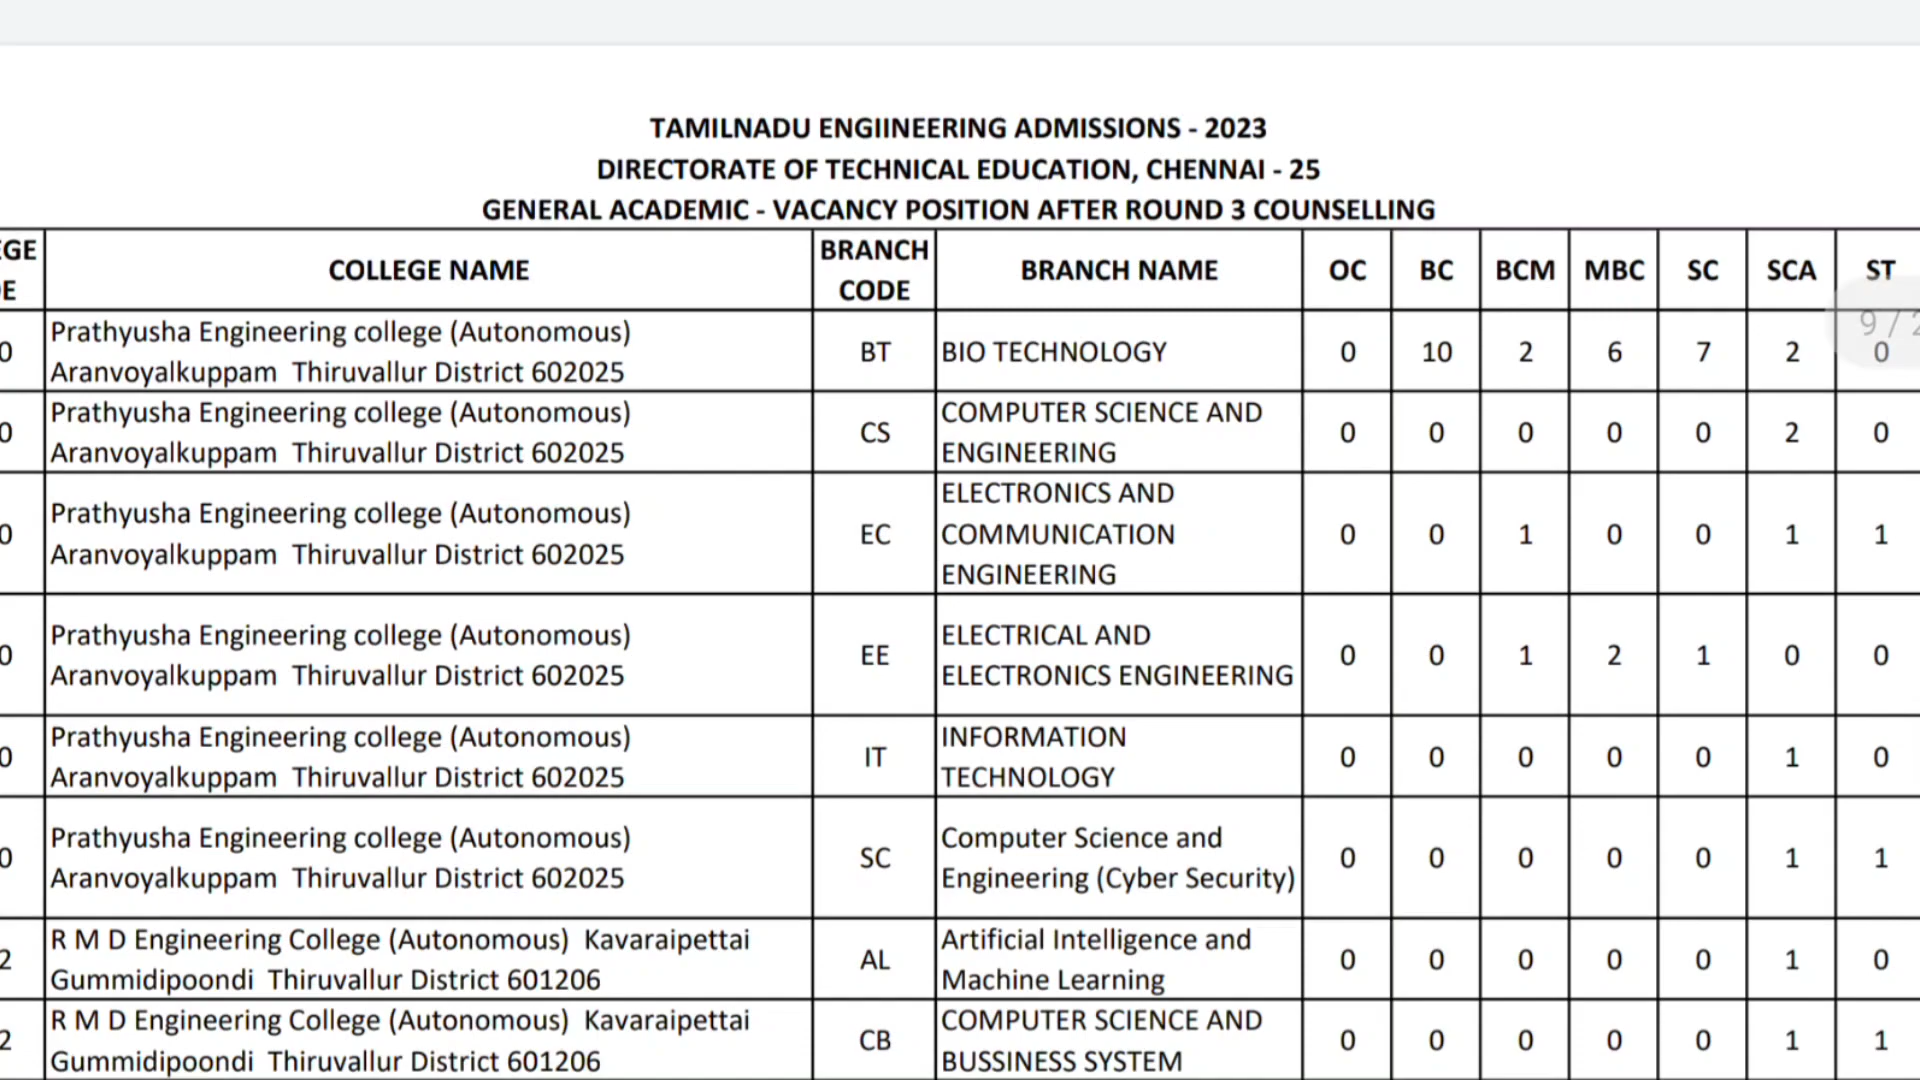 TAMILNADU ENGIINEERING ADMISSIONS - 2023
DIRECTORATE OF TECHNICAL EDUCATION, CHENNAI - 25
GENERAL ACADEMIC - VACANCY POSITION AFTER ROUND 3 COUNSELLING
COLLEGE NAME BRANCH CODE BRANCH NAME OC BC BCM MBC SC SCA ST
9 / 2
0 Prathyusha Engineering college (Autonomous)
Aranvoyalkuppam Thiruvallur District 602025
BT BIO TECHNOLOGY 0 10 2 6 7 2 0
0 Prathyusha Engineering college (Autonomous)
Aranvoyalkuppam Thiruvallur District 602025
CS COMPUTER SCIENCE AND
ENGINEERING 0 0 0 0 0 2 0
0 Prathyusha Engineering college (Autonomous)
Aranvoyalkuppam Thiruvallur District 602025
EC ELECTRONICS AND
COMMUNICATION
ENGINEERING 0 0 1 0 0 1 1
0 Prathyusha Engineering college (Autonomous)
Aranvoyalkuppam Thiruvallur District 602025
EE ELECTRICAL AND
ELECTRONICS ENGINEERING 0 0 1 2 1 0 0
0 Prathyusha Engineering college (Autonomous)
Aranvoyalkuppam Thiruvallur District 602025
IT INFORMATION
TECHNOLOGY 0 0 0 0 0 1 0
0 Prathyusha Engineering college (Autonomous)
Aranvoyalkuppam Thiruvallur District 602025
SC Computer Science and
Engineering (Cyber Security) 0 0 0 0 0 1 1
2 R M D Engineering College (Autonomous) Kavaraipettai
Gummidipoondi Thiruvallur District 601206
AL Artificial Intelligence and
Machine Learning 0 0 0 0 0 1 0
2 R M D Engineering College (Autonomous) Kavaraipettai
Gummidipoondi Thiruvallur District 601206
CB COMPUTER SCIENCE AND
BUSSINESS SYSTEM 0 0 0 0 0 1 1